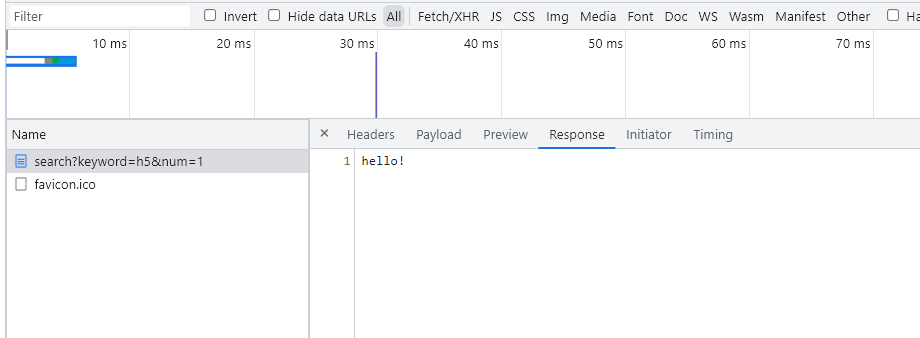 Filter Invert Hide data URLs All Fetch/XHR JS CSS Img Media Font Doc WS Wasm Manifest Other Ha
10 ms 20 ms 30 ms 40 ms 50 ms 60 ms 70 ms
Name × Headers Payload Preview Response Initiator Timing
search?keyword=h5&num=1 1 hello!
favicon.ico